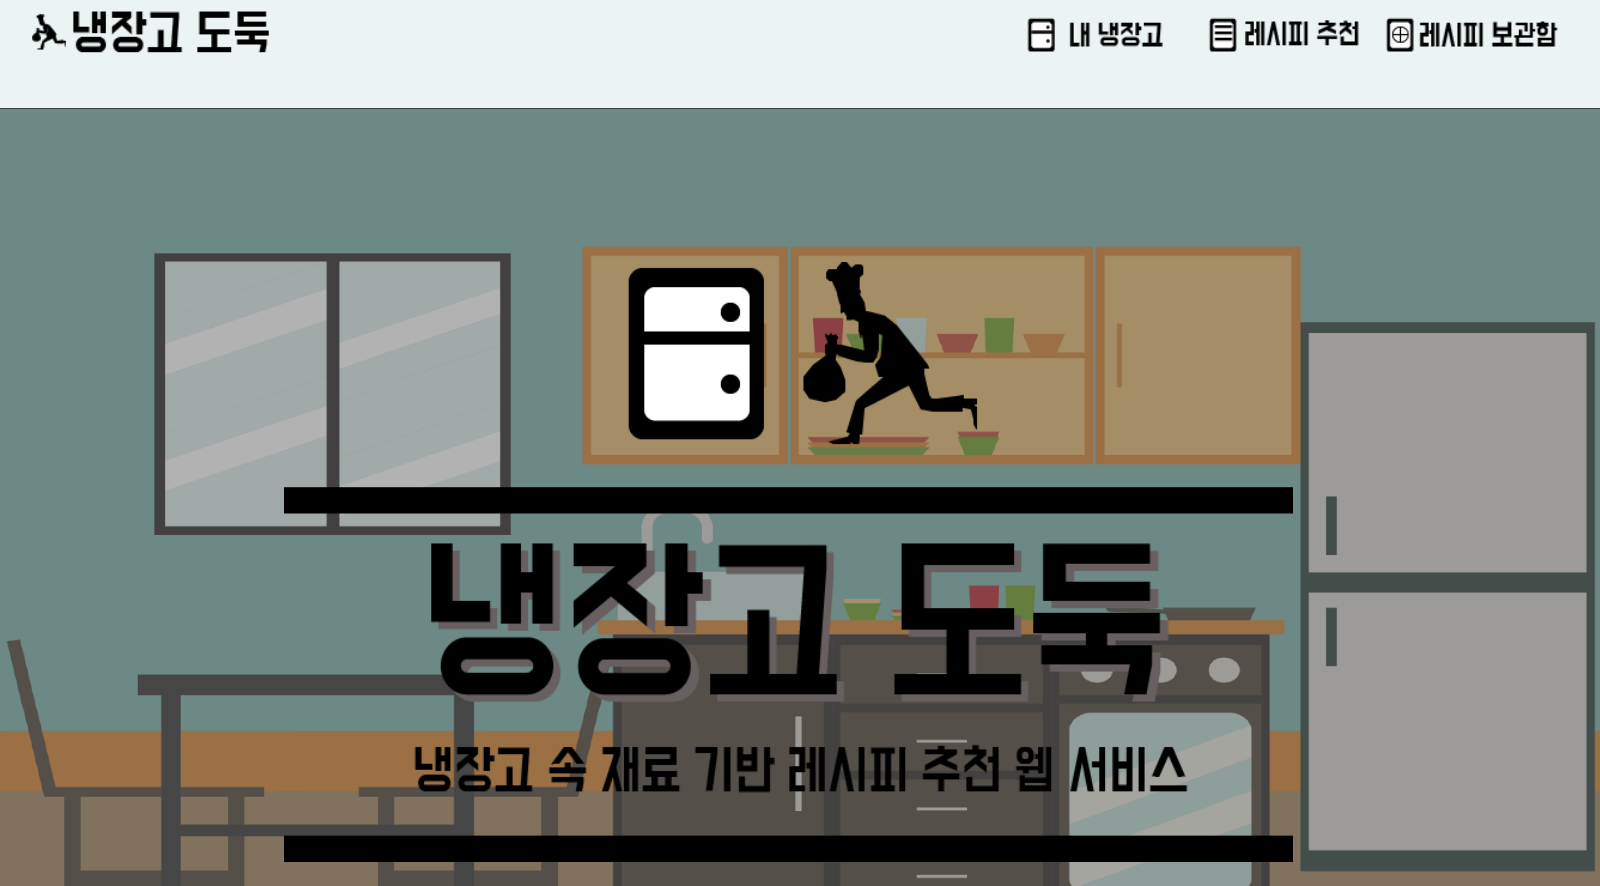 냉장고 도둑
내 냉장고
레시피 추천
레시피 보관함
냉장고 도둑
냉장고 속 재료 기반 레시피 추천 웹 서비스